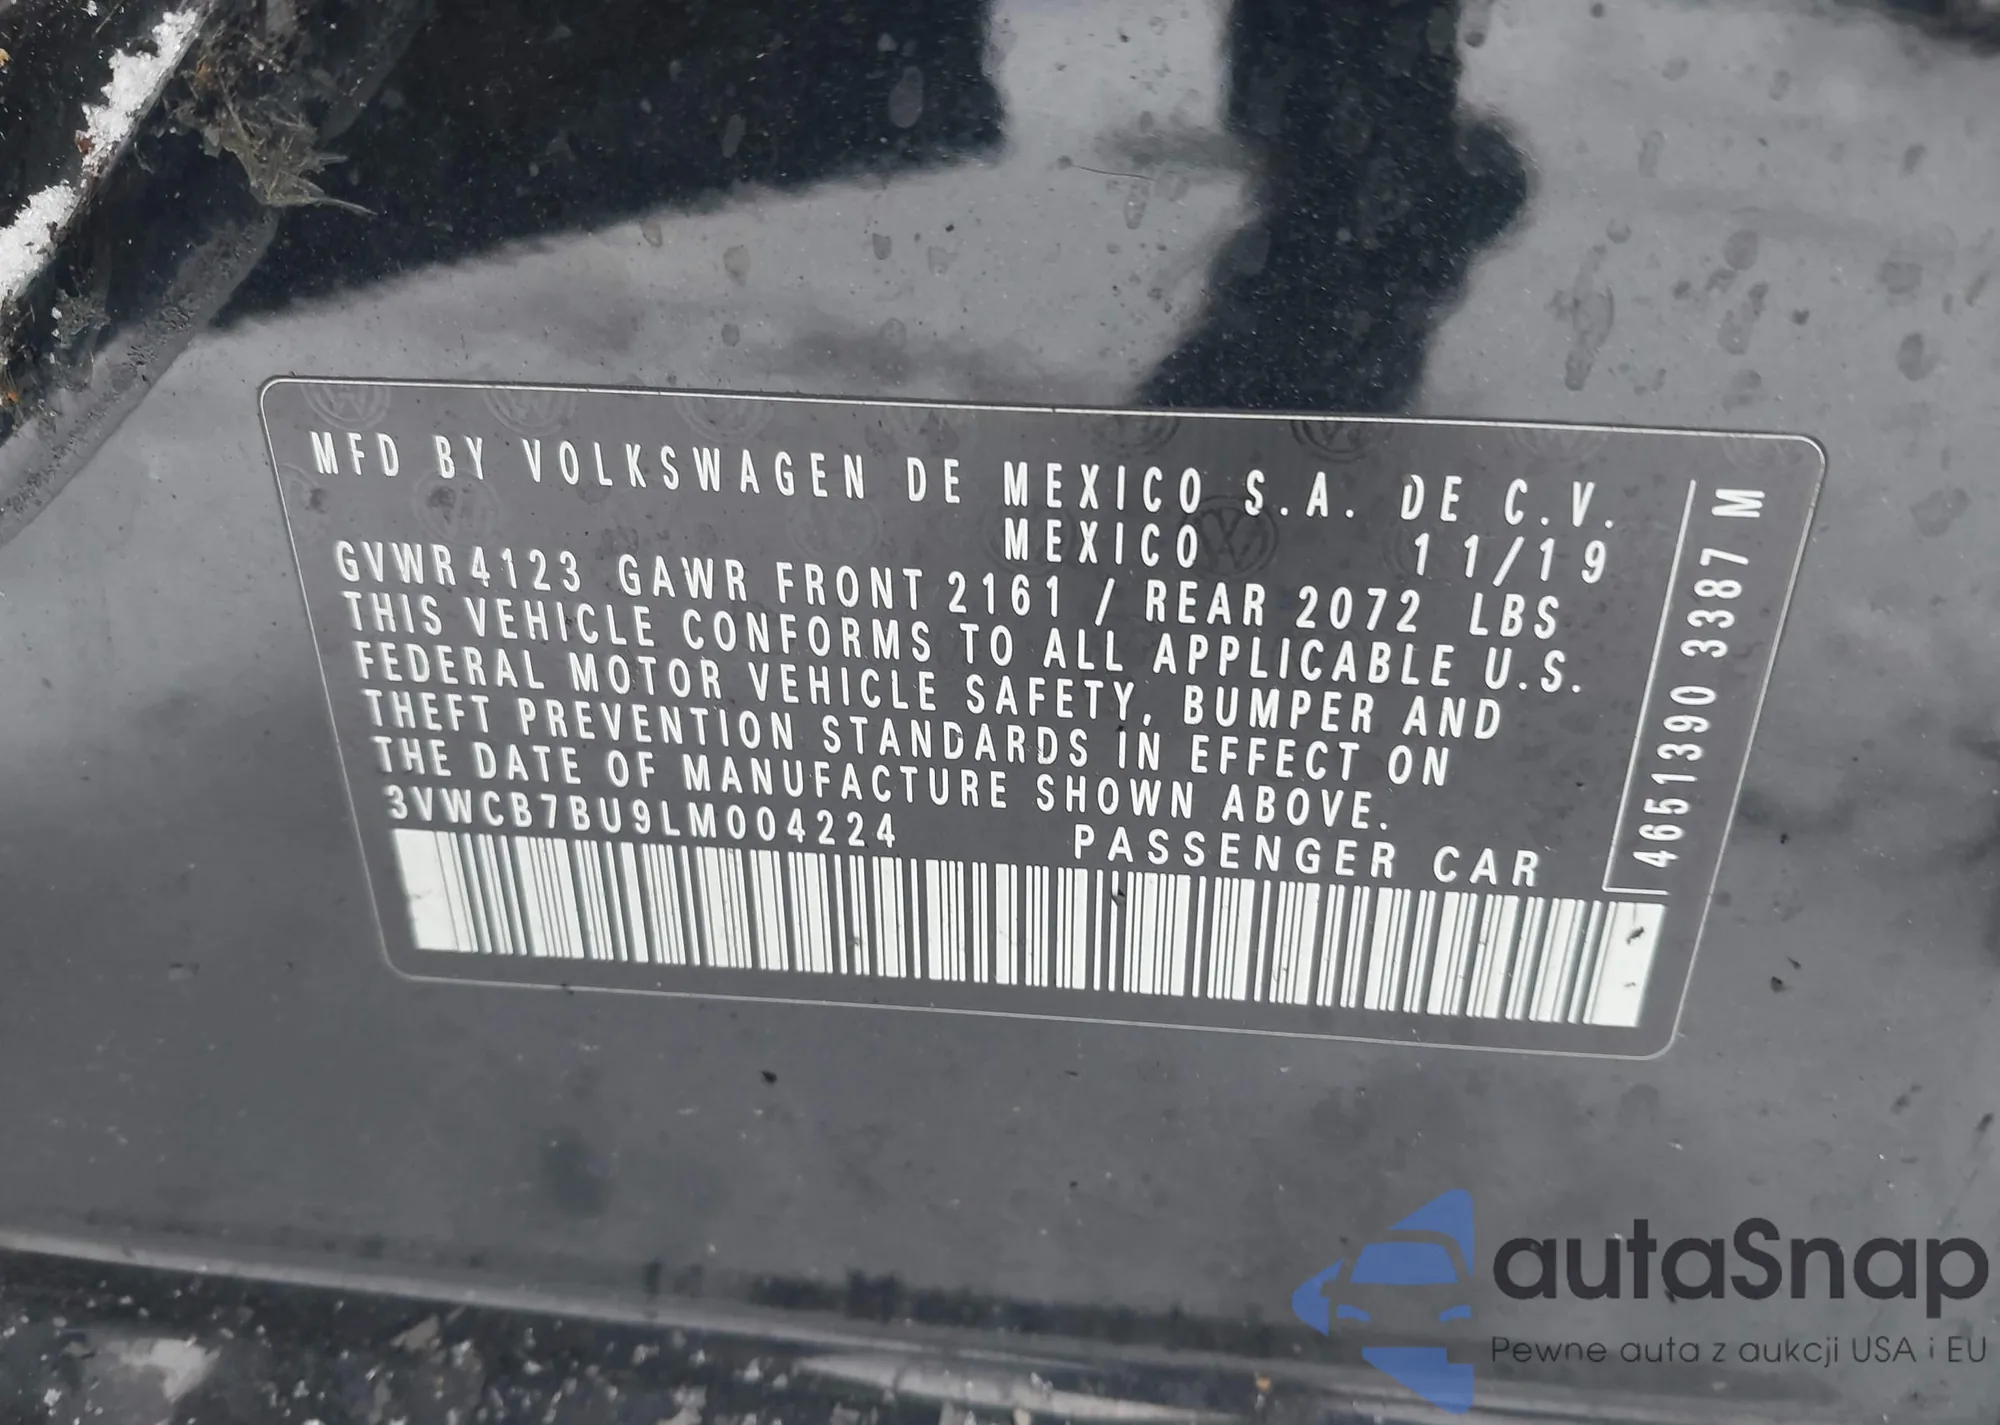 MFD BY VOLKSWAGEN DE MEXICO S.A. DE C.V.
MEXICO 11/19
GVWR 4123 GAWR FRONT 2161 / REAR 2072 LBS
THIS VEHICLE CONFORMS TO ALL APPLICABLE U.S.
FEDERAL MOTOR VEHICLE SAFETY, BUMPER AND
THEFT PREVENTION STANDARDS IN EFFECT ON
THE DATE OF MANUFACTURE SHOWN ABOVE.
3VWCB7BU9LM004224 PASSENGER CAR
4651390 3387 M
autaSnap
Pewne auta z aukcji USA i EU